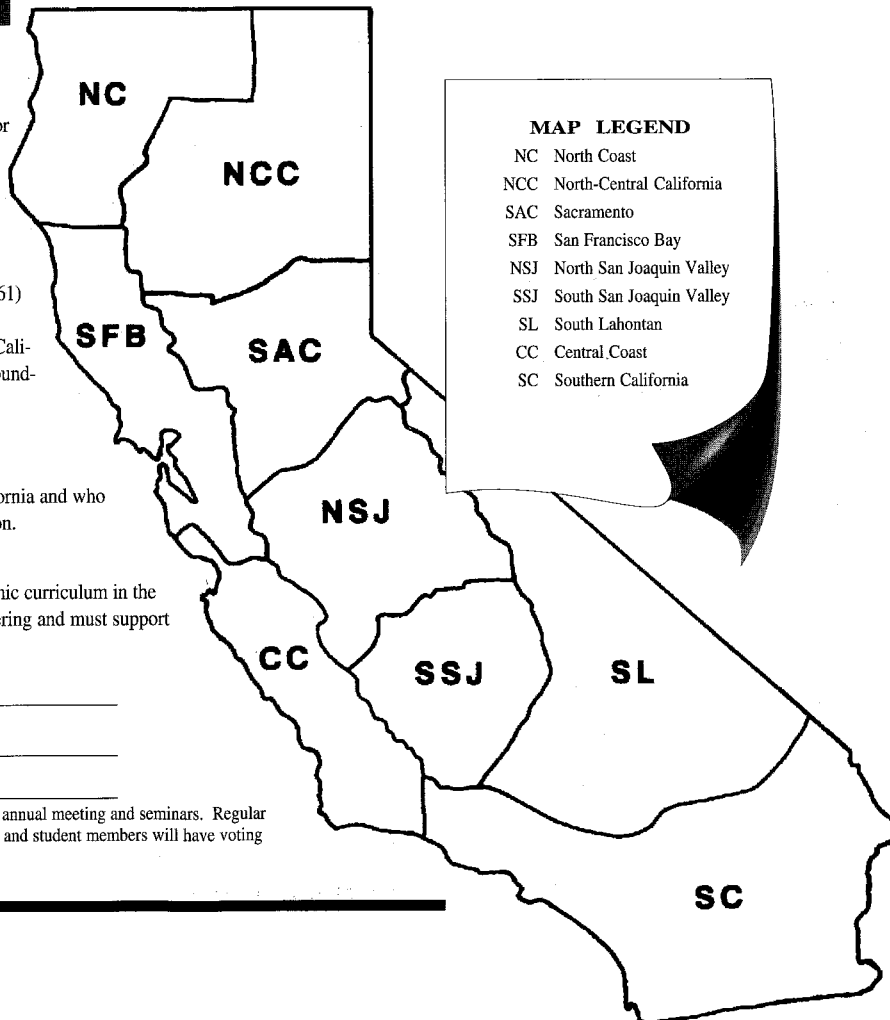 or
61)
Cali-
ound-
ornia and who
on.
nic curriculum in the
ering and must support
annual meeting and seminars. Regular
and student members will have voting
NC
NCC
SFB
SAC
NSJ
CC
SSJ
SL
SC
MAP LEGEND
NC North Coast
NCC North-Central California
SAC Sacramento
SFB San Francisco Bay
NSJ North San Joaquin Valley
SSJ South San Joaquin Valley
SL South Lahontan
CC Central Coast
SC Southern California